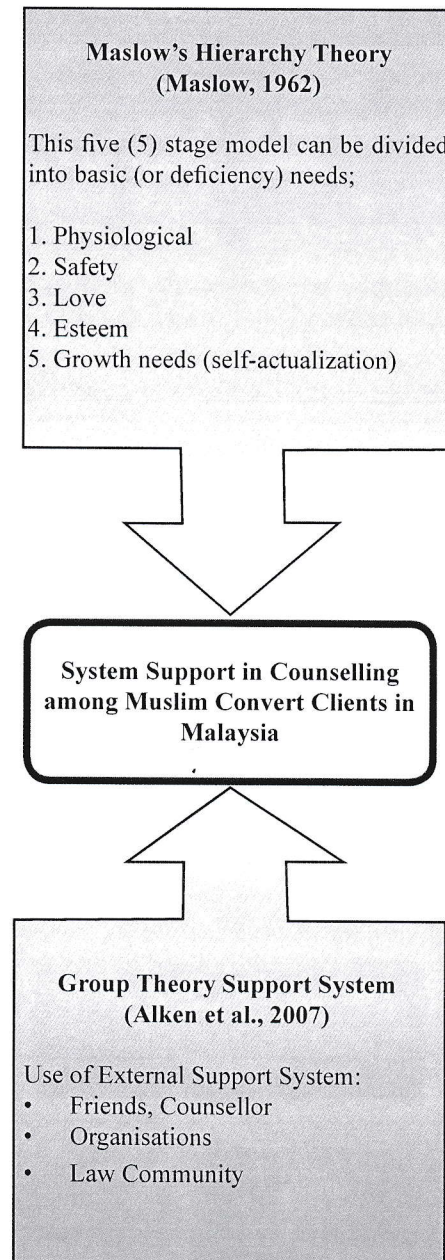 Maslow's Hierarchy Theory
(Maslow, 1962)
This five (5) stage model can be divided
into basic (or deficiency) needs;
1. Physiological
2. Safety
3. Love
4. Esteem
5. Growth needs (self-actualization)
System Support in Counselling
among Muslim Convert Clients in
Malaysia
Group Theory Support System
(Alken et al., 2007)
Use of External Support System:
• Friends, Counsellor
• Organisations
• Law Community